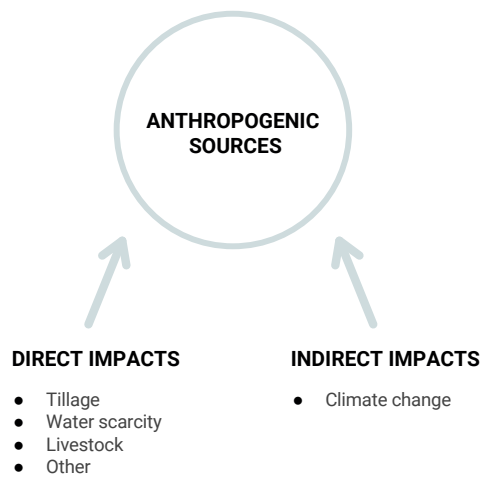 ANTHROPOGENIC
SOURCES
DIRECT IMPACTS
● Tillage
● Water scarcity
● Livestock
● Other
INDIRECT IMPACTS
● Climate change